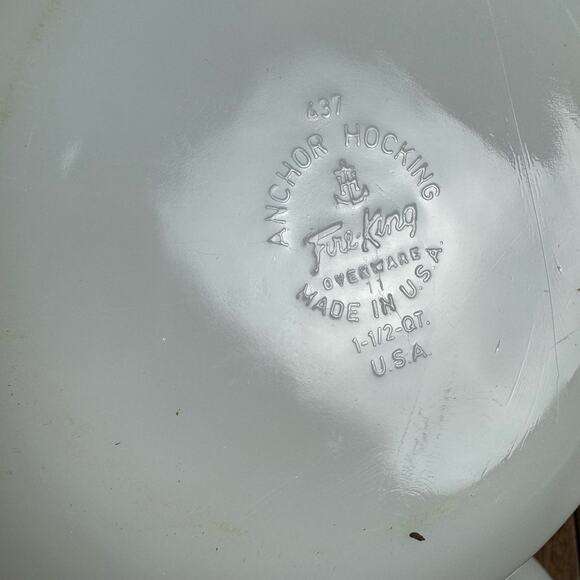 437
ANCHOR HOCKING
Fire-King
OVENWARE
11
MADE IN U.S.A.
1-1/2-QT.
U.S.A.